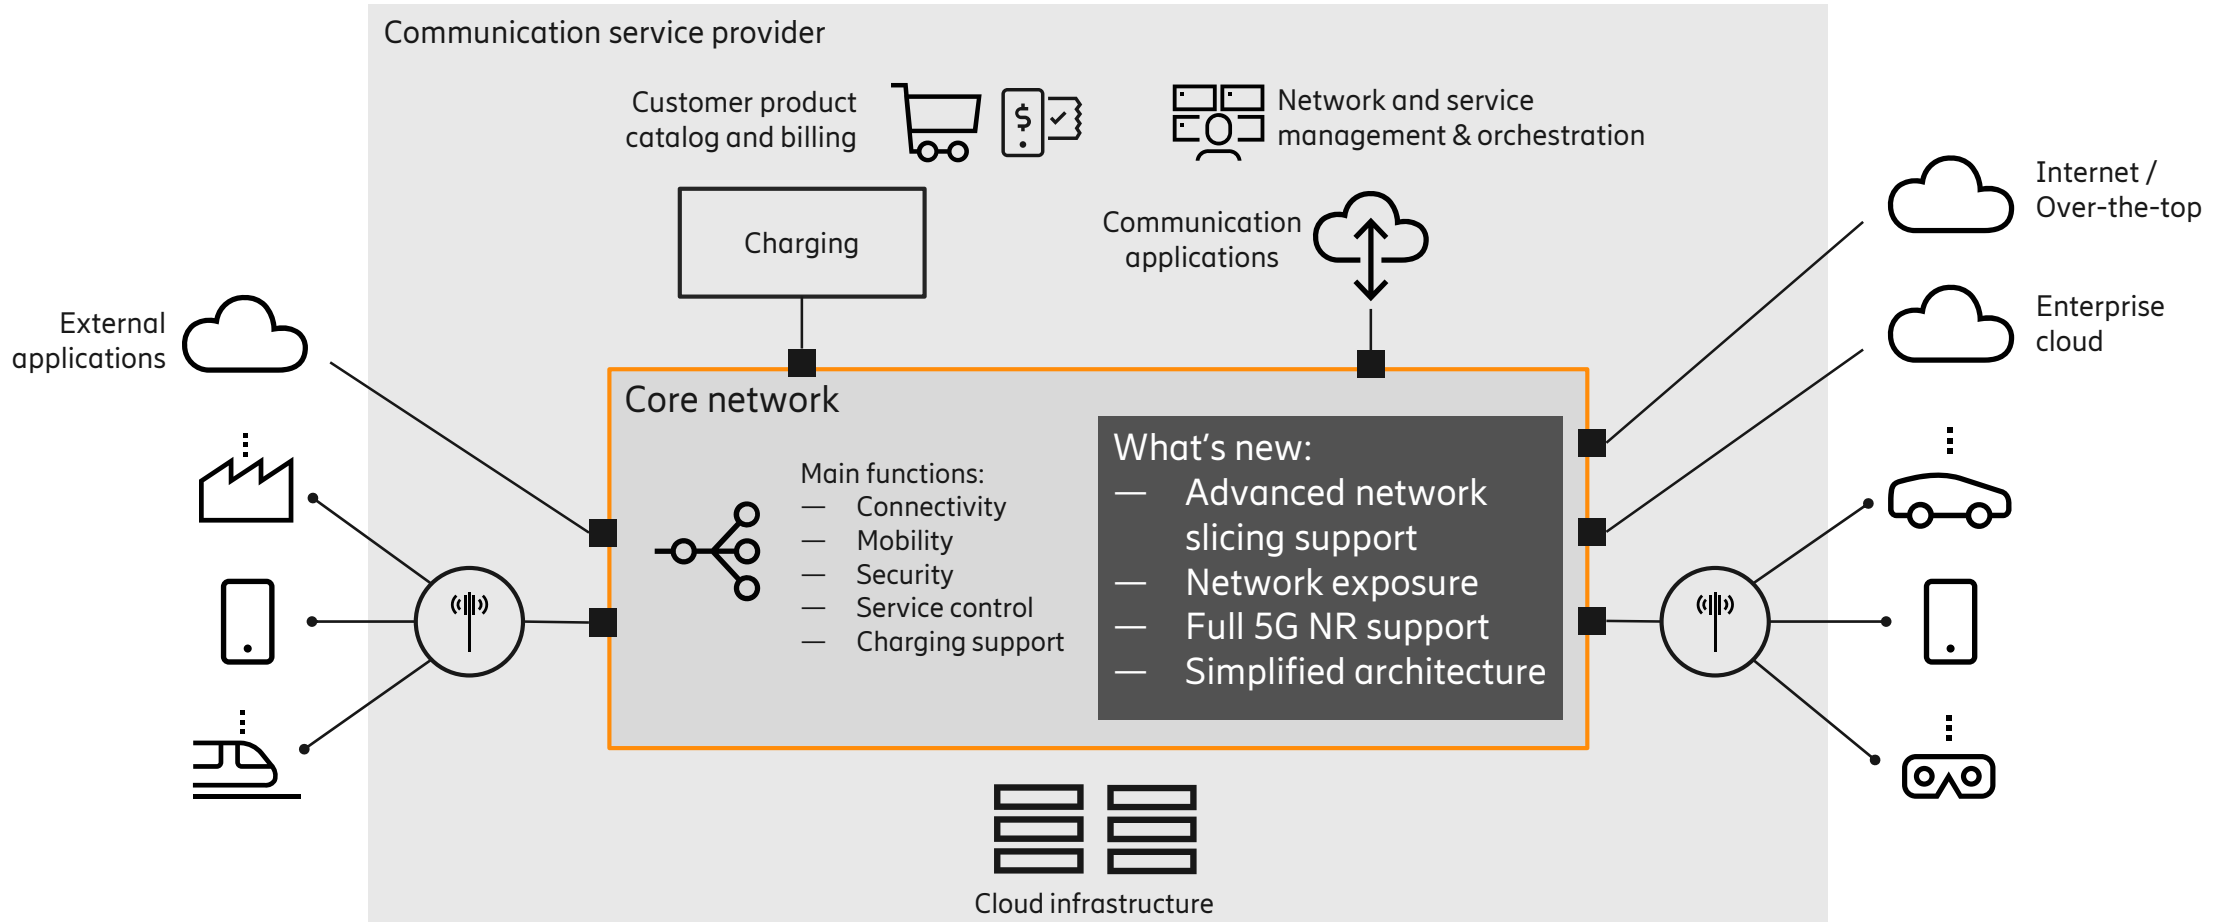 Communication service provider
Customer product
catalog and billing
$
Network and service
management & orchestration
Charging
Communication
applications
Internet /
Over-the-top
External
applications
Enterprise
cloud
Core network
Main functions:
— Connectivity
— Mobility
— Security
— Service control
— Charging support
What’s new:
— Advanced network
slicing support
— Network exposure
— Full 5G NR support
— Simplified architecture
Cloud infrastructure